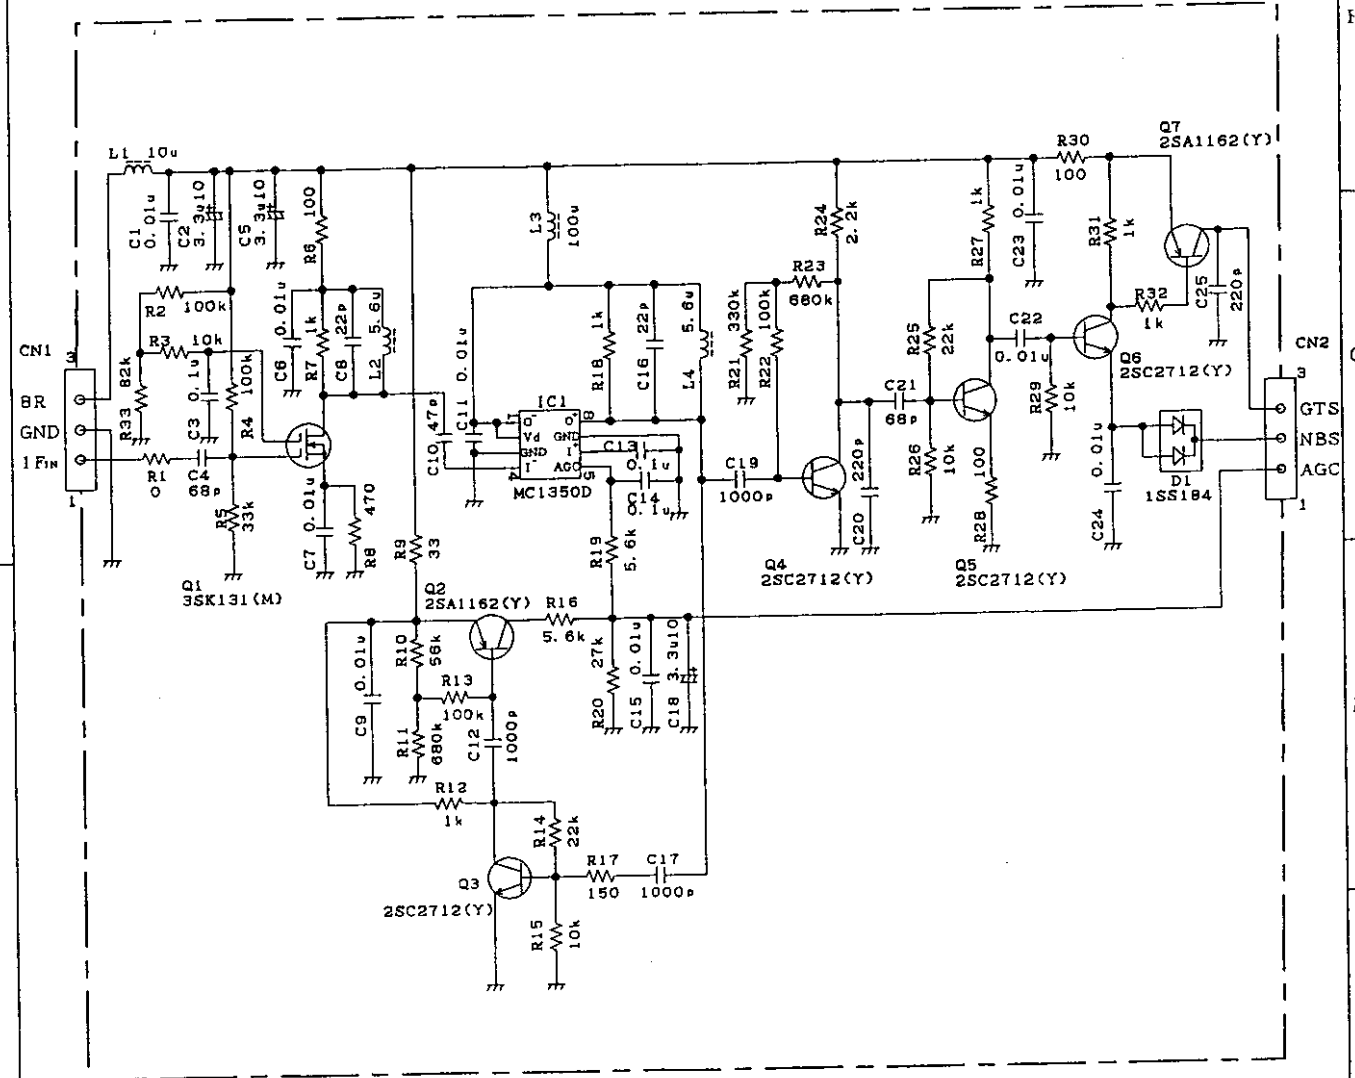 Q7
2SA1162(Y)
R30
100
L1 10u
C1
0.01u
C2
3.3u10
C5
3.3u10
R6
100
L3
100u
R24
2.2k
R27
1k
C23
0.01u
R31
1k
R2
100k
R3
10k
R33
82k
C3
0.1u
R4
100k
C6
0.01u
R7
1k
C8
22p
L2
5.6u
C11
0.01u
R18
1k
C16
22p
L4
5.6u
R21
330k
R22
100k
R23
680k
R25
22k
C22
0.01u
R32
1k
C25
220p
CN1
3
8R
GND
1FIN
1
CN2
3
GTS
NBS
AGC
1
R1
0
C4
68p
R5
33k
Q1
3SK131(M)
C7
0.01u
R8
470
C10
47p
IC1
1
D
VA
GND
I
4
8
O
GND
I
AGC
5
MC1350D
C13
0.1u
C14
0.1u
C19
1000p
Q4
2SC2712(Y)
C20
220p
C21
68p
R26
10k
Q5
2SC2712(Y)
R28
100
R29
10k
Q6
2SC2712(Y)
C24
0.01u
D1
1SS184
R9
33
R19
5.6k
Q2
2SA1162(Y)
R16
5.6k
C9
0.01u
R10
56k
R11
680k
R13
100k
C12
1000p
R20
27k
C15
0.01u
C18
3.3u10
R12
1k
R14
22k
Q3
2SC2712(Y)
R17
150
C17
1000p
R15
10k